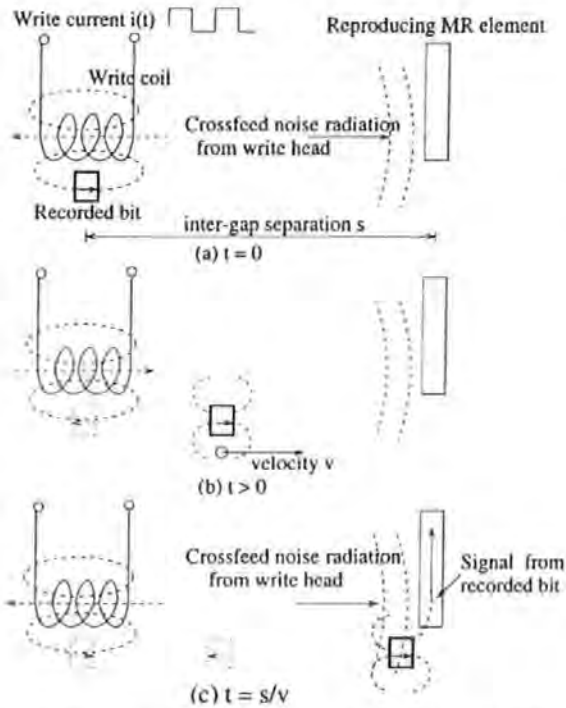 Write current i(t)
Reproducing MR element
Write coil
Crossfeed noise radiation
from write head
Recorded bit
inter-gap separation s
(a) t = 0
velocity v
(b) t > 0
Crossfeed noise radiation
from write head
Signal from
recorded bit
(c) t = s/v